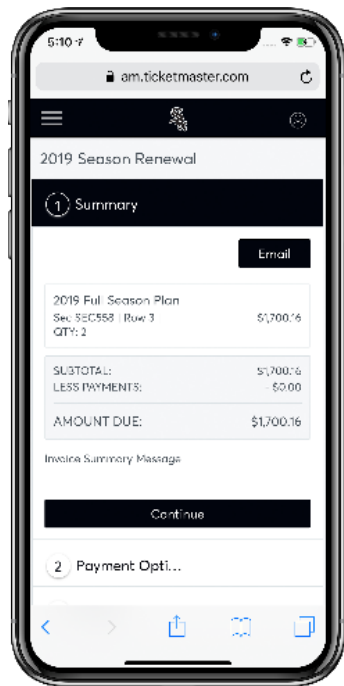 5:10
am.ticketmaster.com
2019 Season Renewal
1 Summary
Email
2019 Full Season Plan
Sec SEC558 | Row 3 $1,700.16
QTY: 2
SUBTOTAL: $1,700.16
LESS PAYMENTS: - $0.00
AMOUNT DUE: $1,700.16
Invoice Summary Message
Continue
2 Payment Opti...